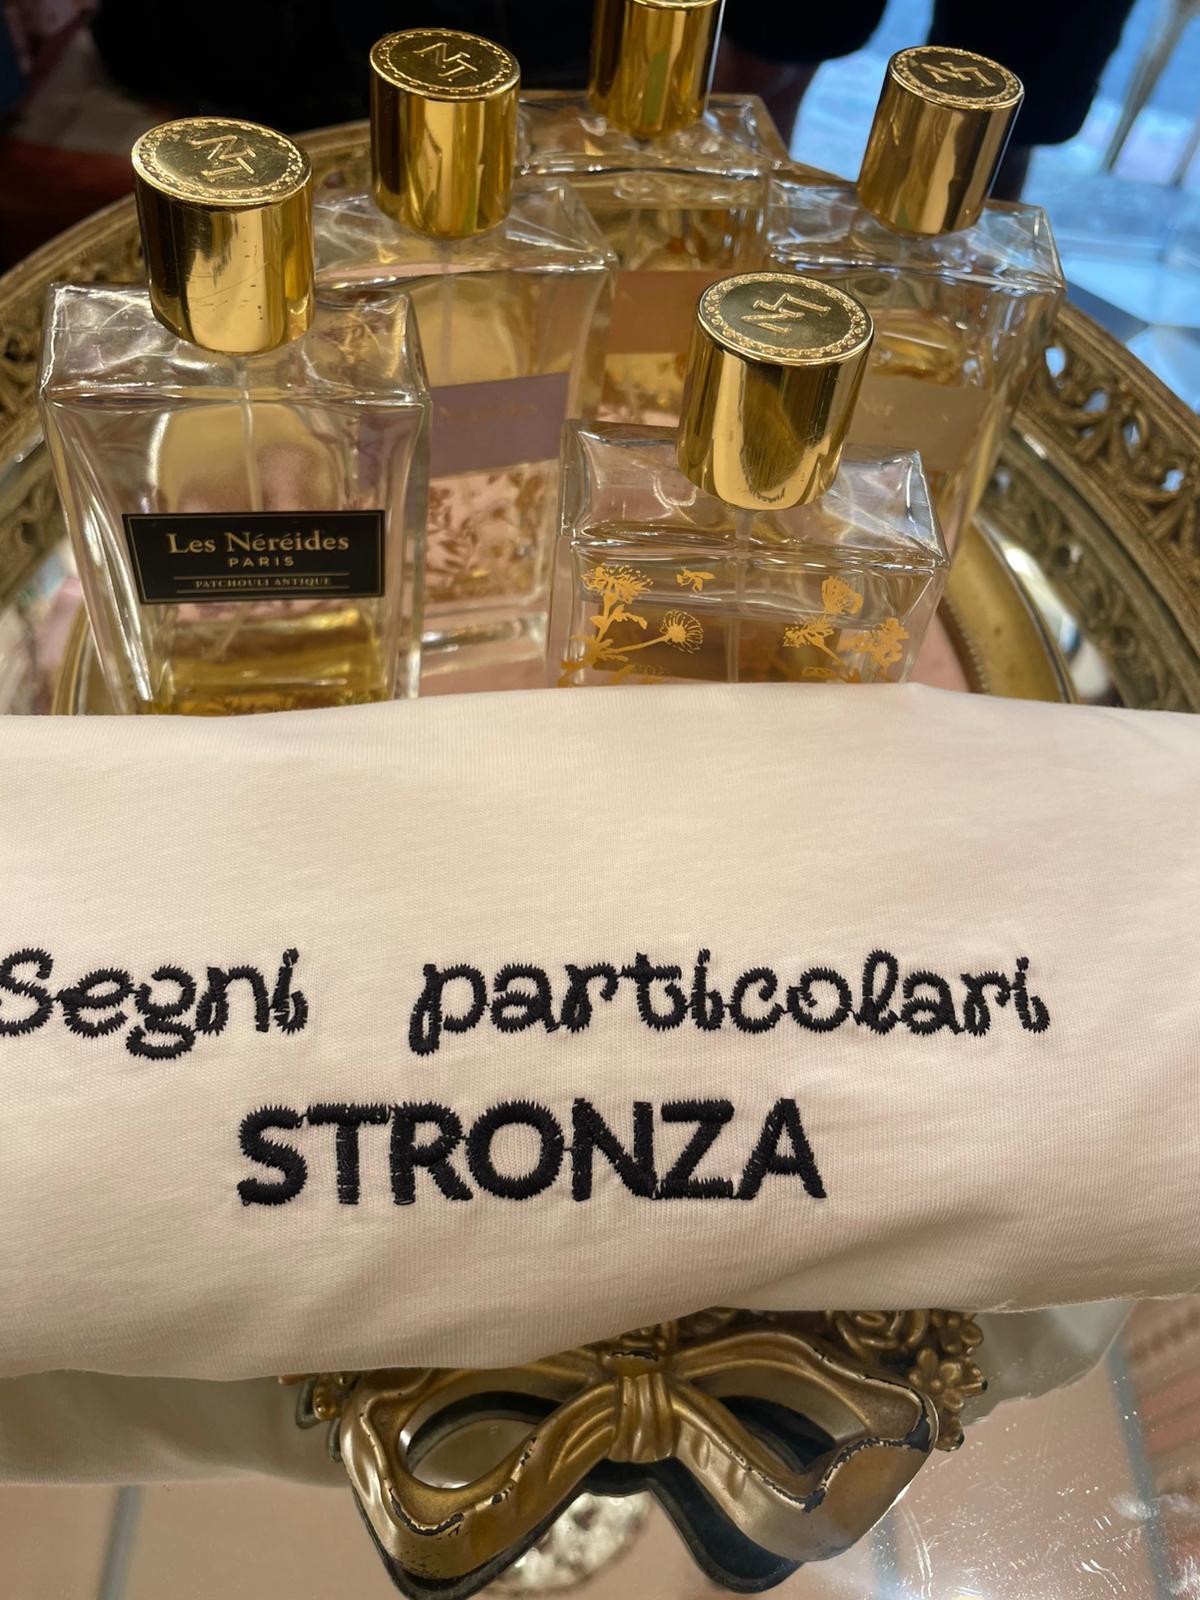 Les Néréides
PARIS
PATCHOULI ANTIQUE
Segni particolari
STRONZA